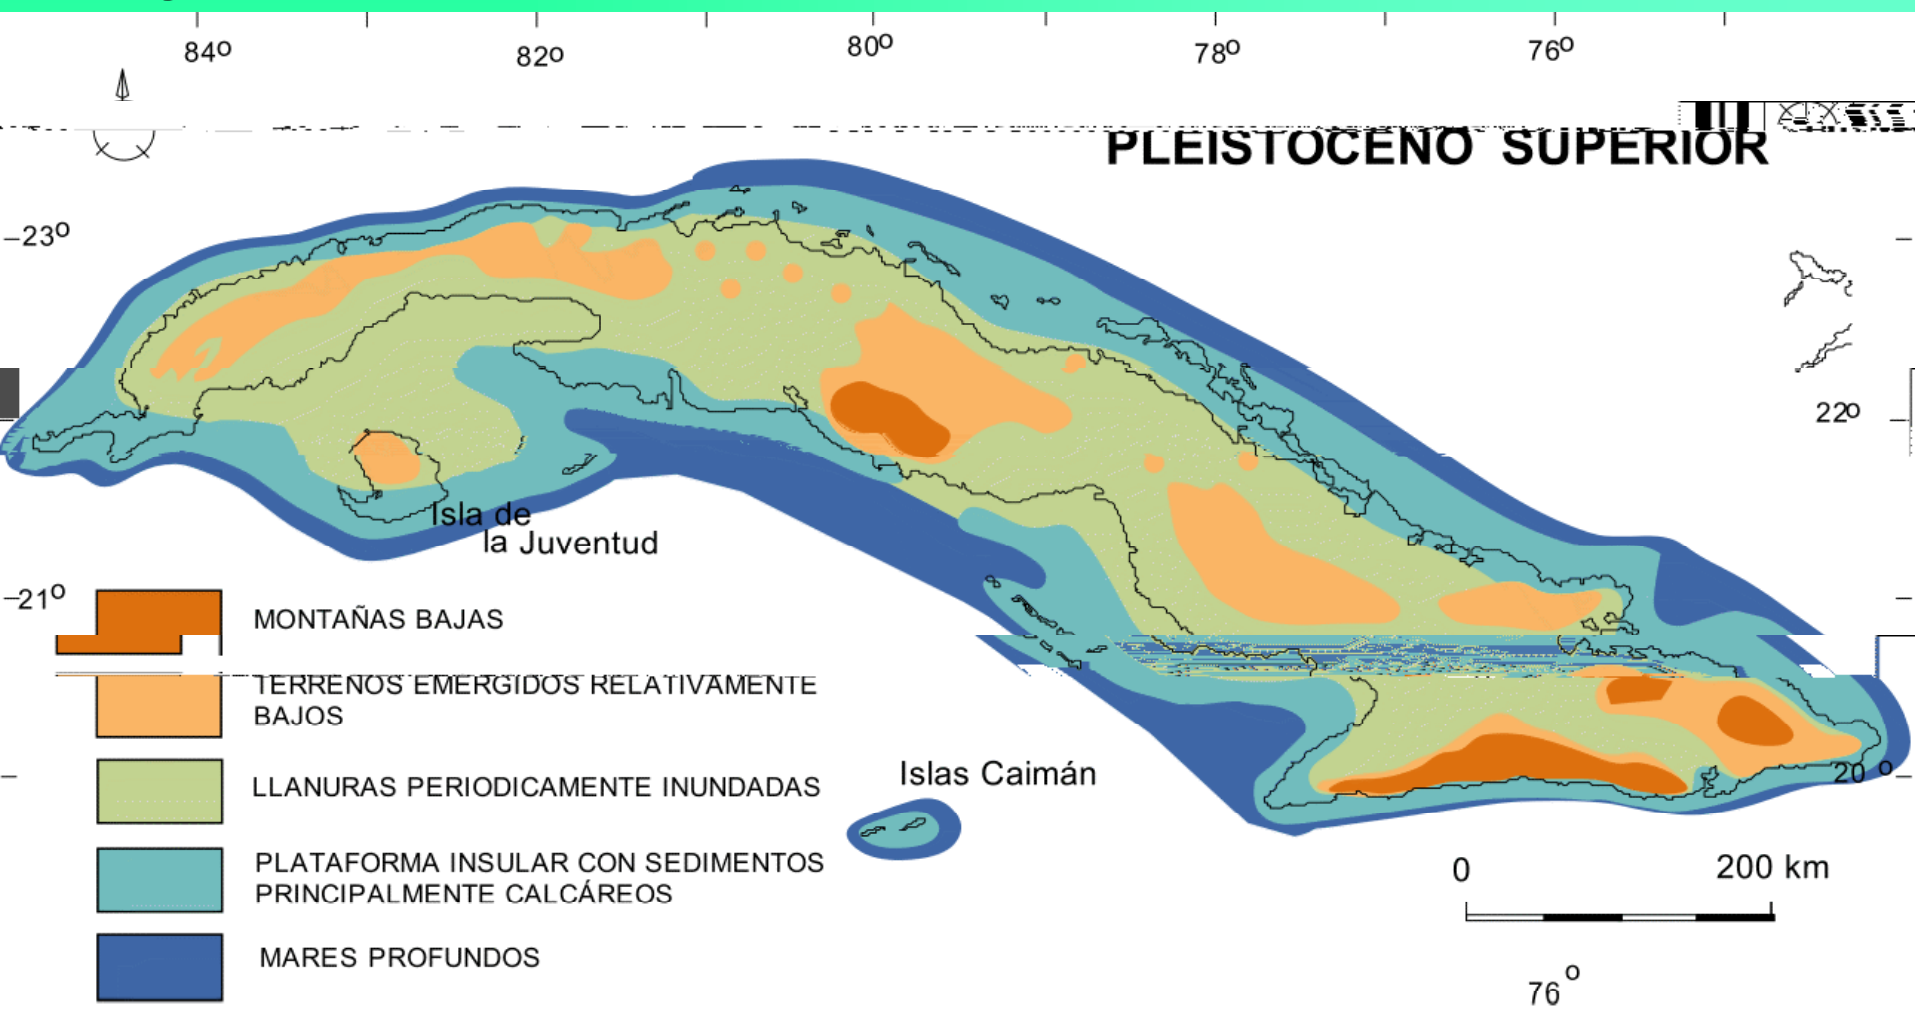 84º
82º
80º
78º
76º
PLEISTOCENO SUPERIOR
23º
22º
Isla de
la Juventud
21º
MONTAÑAS BAJAS
TERRENOS EMERGIDOS RELATIVAMENTE
BAJOS
LLANURAS PERIODICAMENTE INUNDADAS
Islas Caimán
20 º
PLATAFORMA INSULAR CON SEDIMENTOS
PRINCIPALMENTE CALCÁREOS
0 200 km
MARES PROFUNDOS
76º